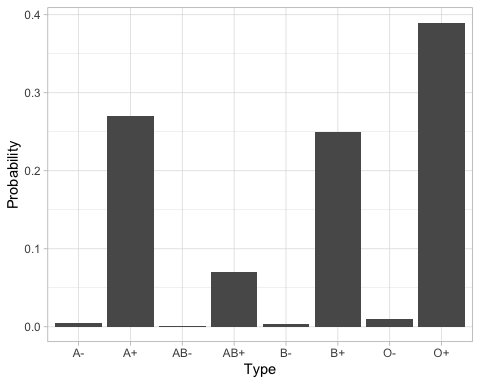 0.4
0.3
0.2
0.1
0.0
Probability
A- A+ AB- AB+ B- B+ O- O+
Type